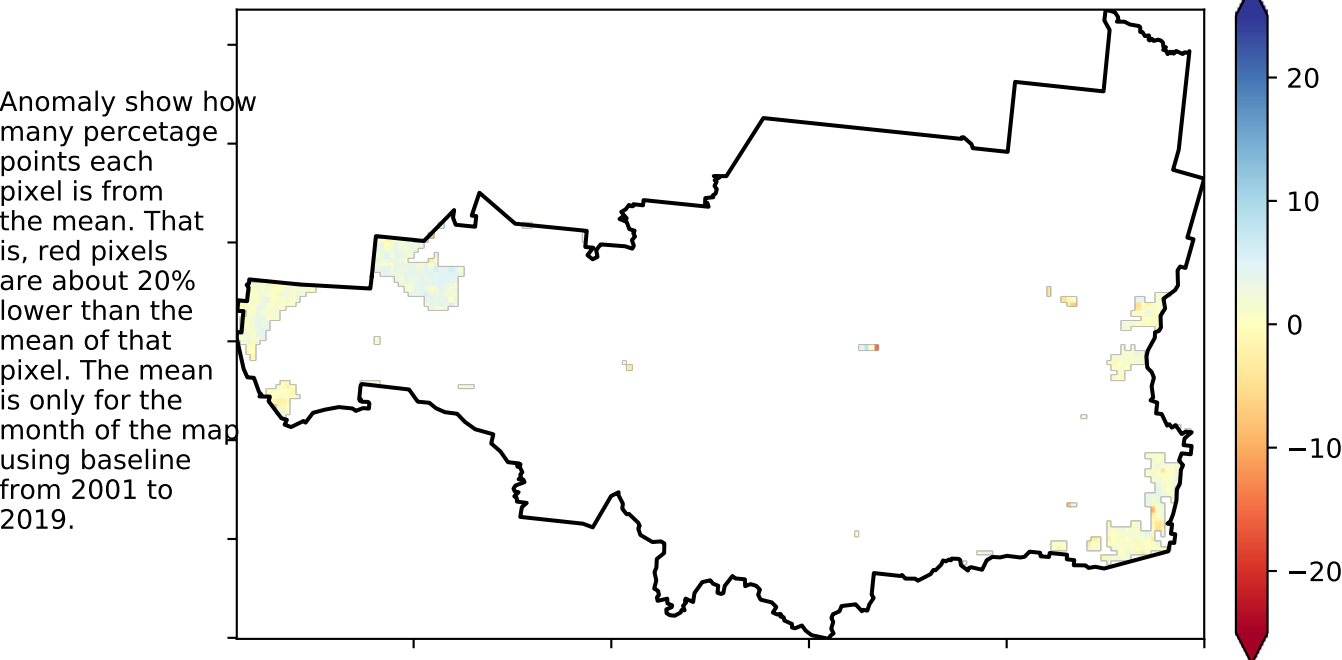 Anomaly show how
many percetage
points each
pixel is from
the mean. That
is, red pixels
are about 20%
lower than the
mean of that
pixel. The mean
is only for the
month of the map
using baseline
from 2001 to
2019.
20
10
0
−10
−20